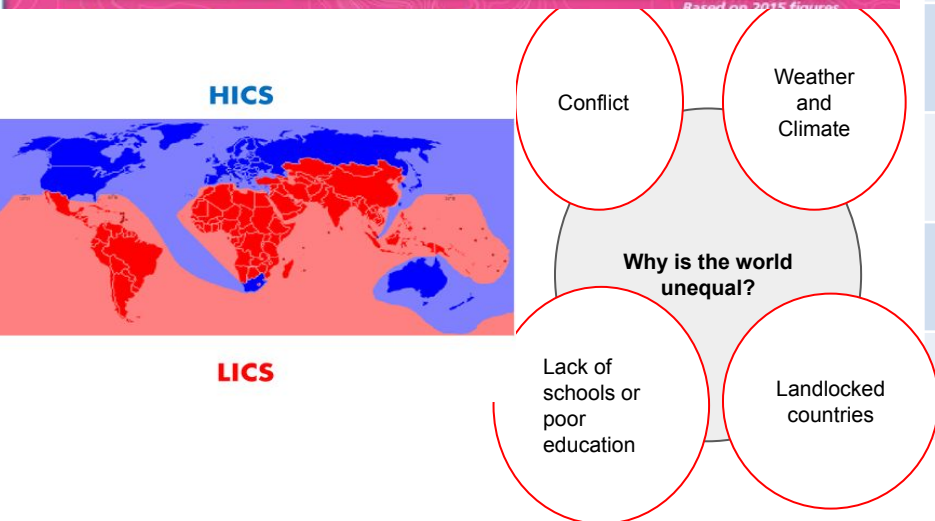 Based on 2015 figures
HICS
LICS
Conflict
Weather
and
Climate
Why is the world
unequal?
Lack of
schools or
poor
education
Landlocked
countries